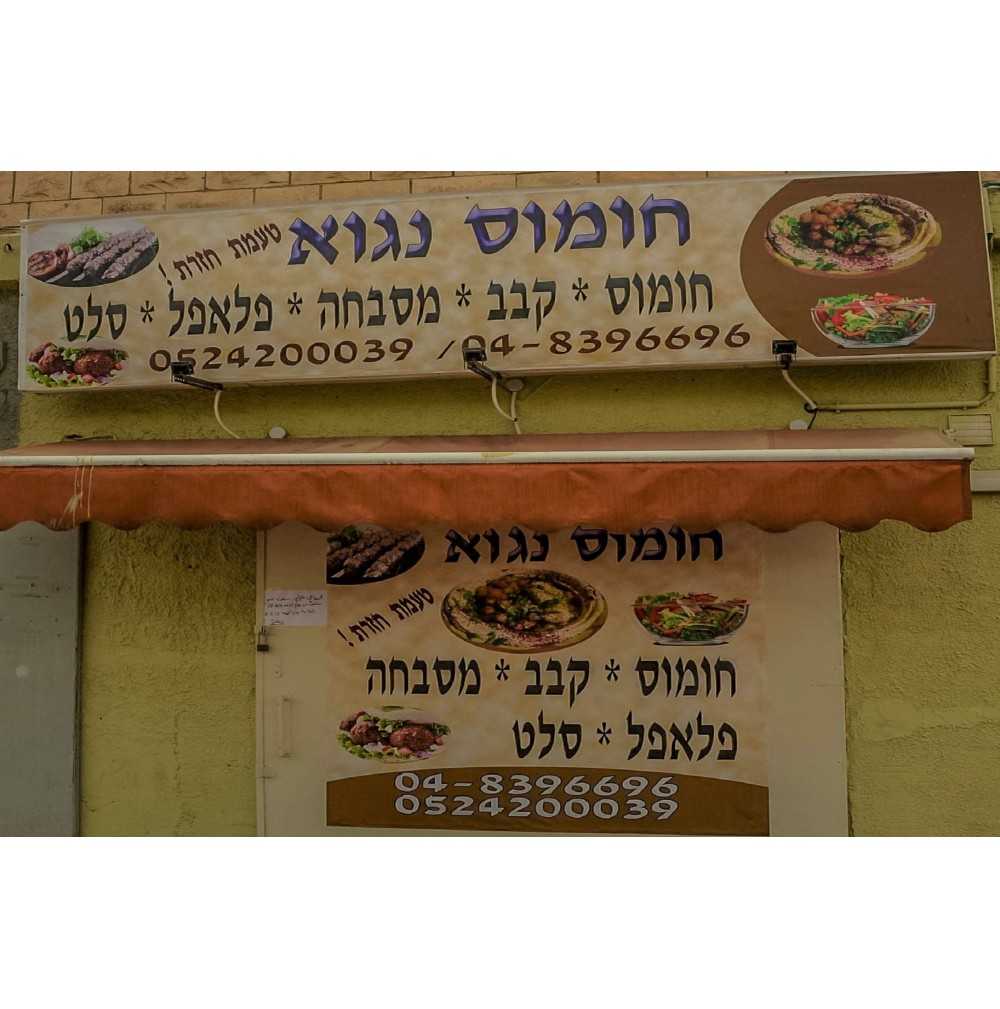 חומוס נגוא
טעמת חזרת!
חומוס * קבב * מסבחה * פלאפל * סלט
0524200039 / 04-8396696
חומוס נגוא
טעמת חזרת!
חומוס * קבב * מסבחה
פלאפל * סלט
04-8396696
0524200039